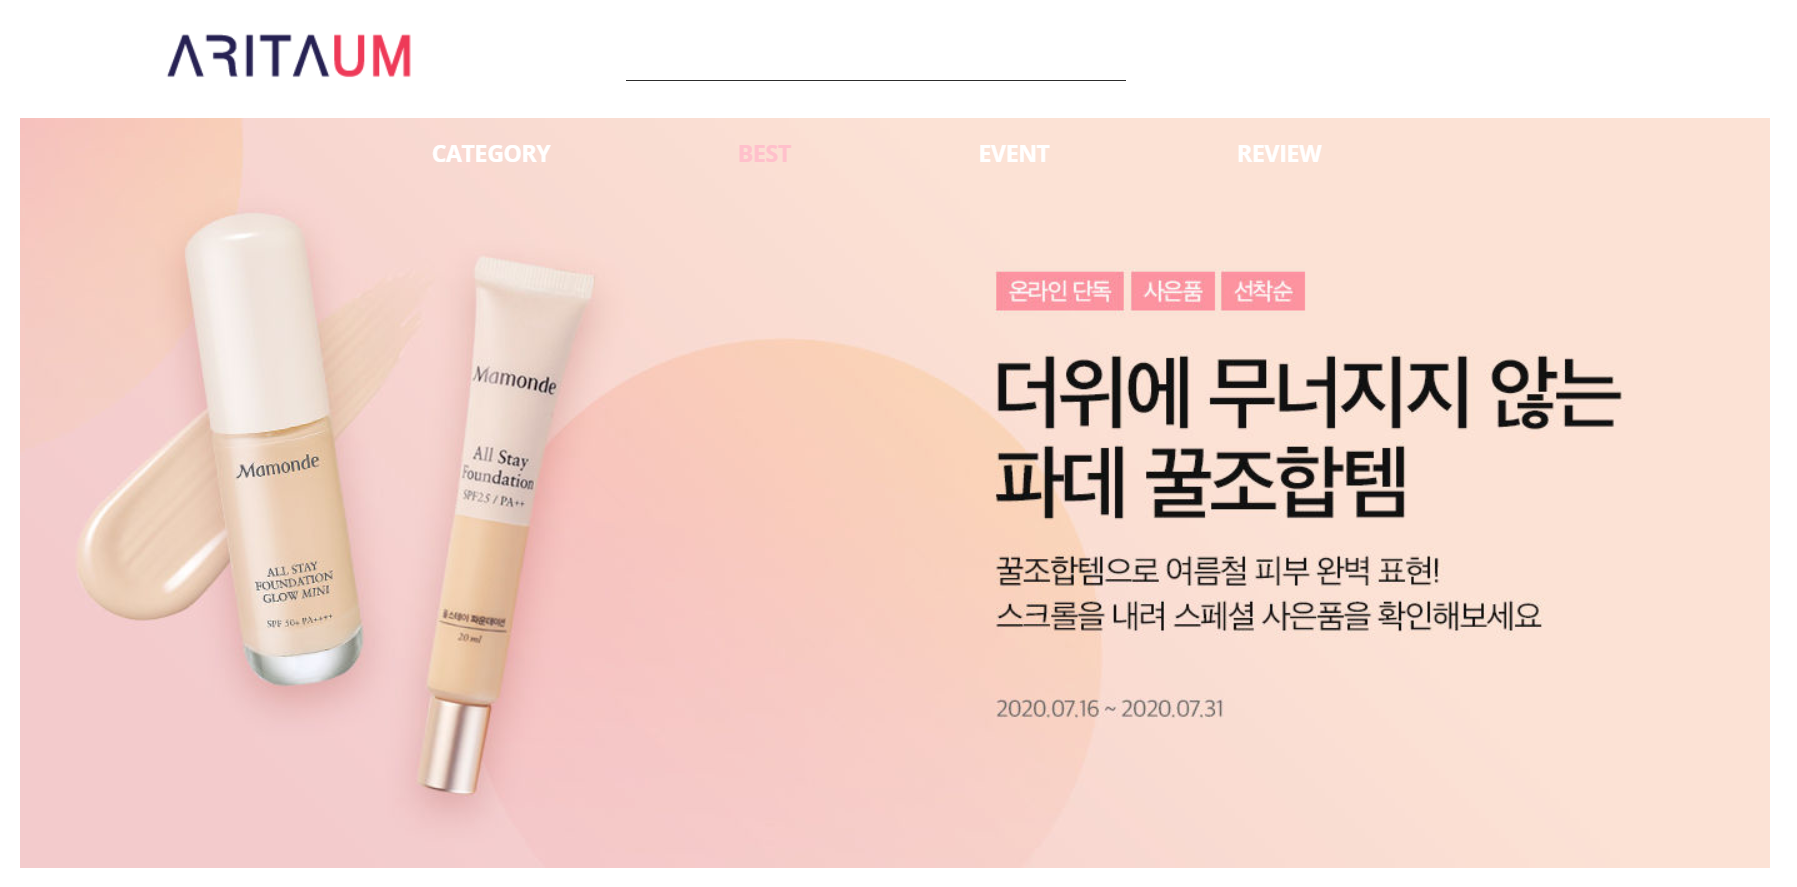 ARITAUM
CATEGORY BEST EVENT REVIEW
온라인 단독 사은품 선착순
더위에 무너지지 않는
파데 꿀조합템
꿀조합템으로 여름철 피부 완벽 표현!
스크롤을 내려 스페셜 사은품을 확인해보세요
2020.07.16 ~ 2020.07.31
Mamonde
ALL STAY
FOUNDATION
GLOW MINI
SPF 50+ PA++++
Mamonde
All Stay
Foundation
SPF25 / PA++
올스테이 파운데이션
20 ml